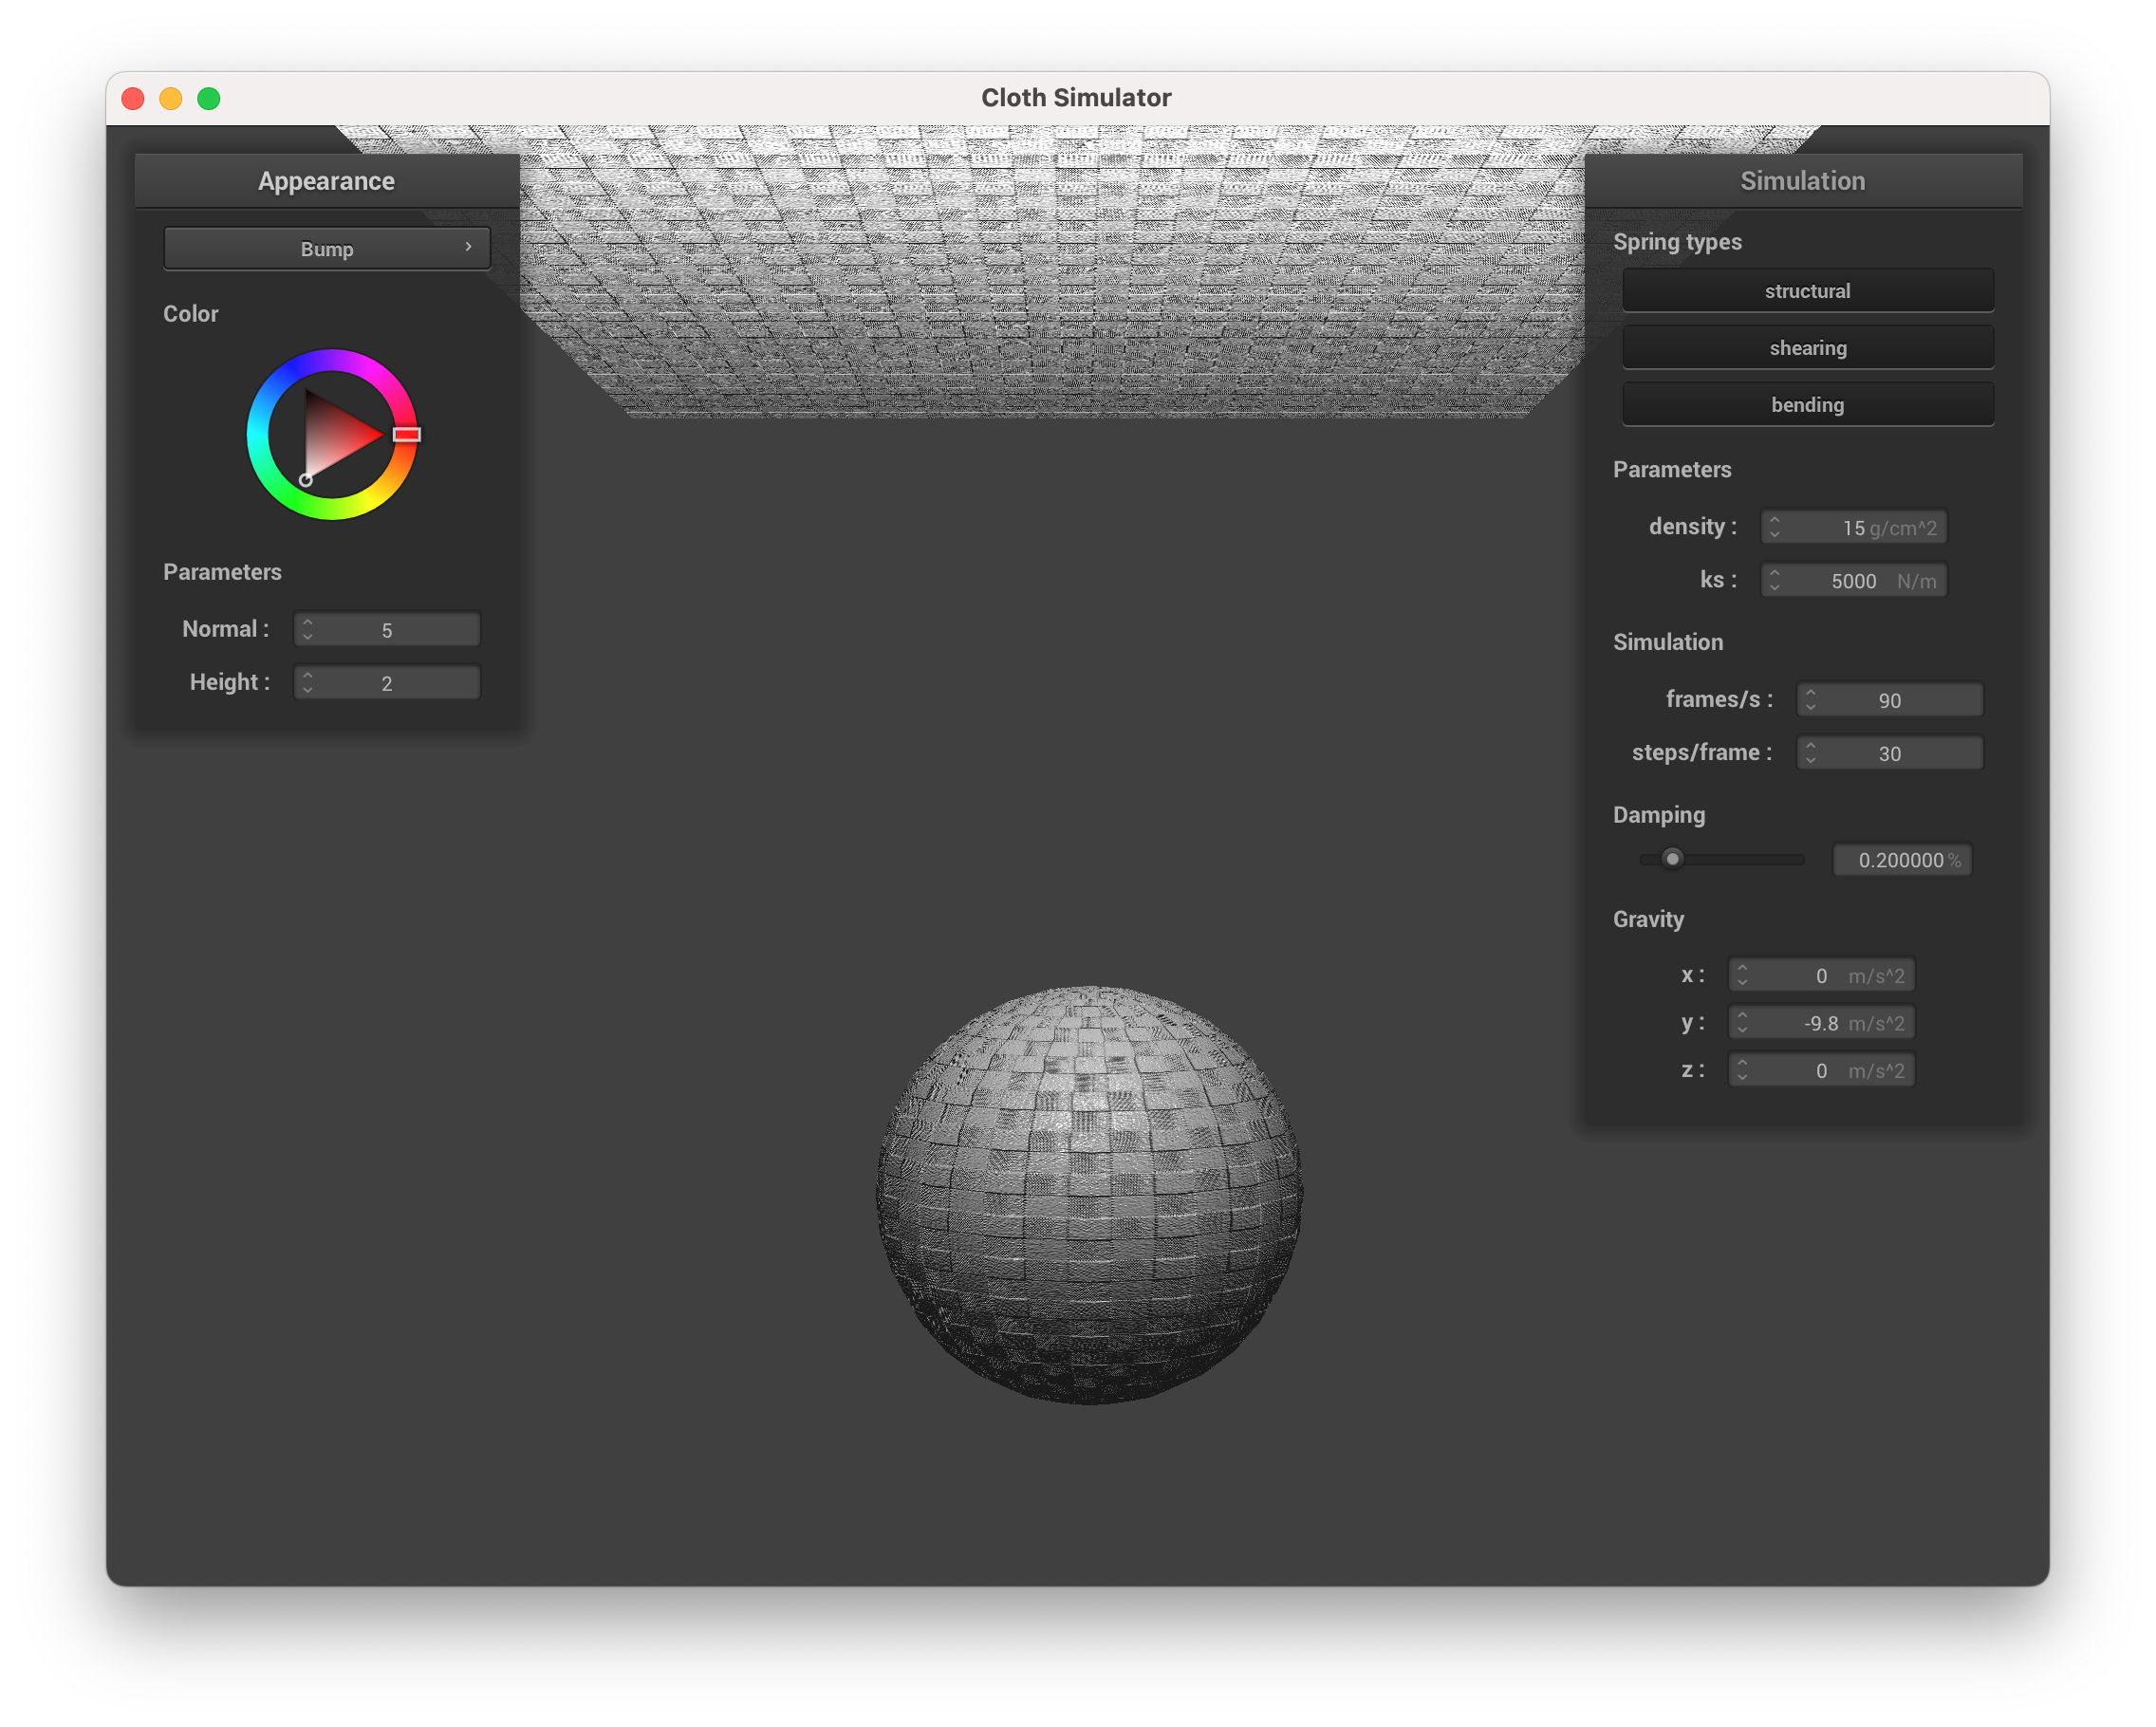 Cloth Simulator
Appearance
Bump
Color
Parameters
Normal : 5
Height : 2
Simulation
Spring types
structural
shearing
bending
Parameters
density : 15 g/cm^2
ks : 5000 N/m
Simulation
frames/s : 90
steps/frame : 30
Damping
0.200000 %
Gravity
x : 0 m/s^2
y : -9.8 m/s^2
z : 0 m/s^2